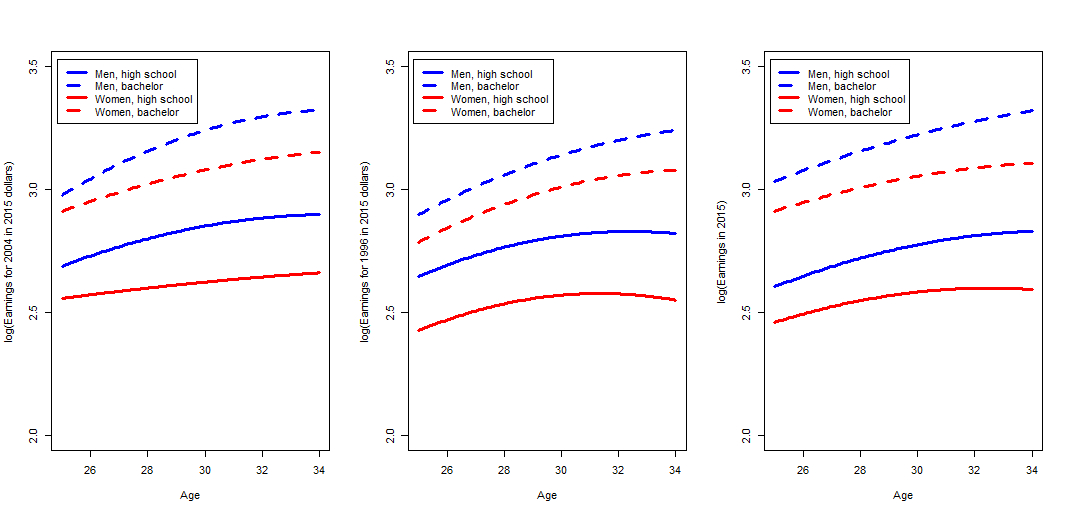 Men, high school
Men, bachelor
Women, high school
Women, bachelor
3.5
3.0
2.5
2.0
log(Earnings for 2004 in 2015 dollars)
26 28 30 32 34
Age
Men, high school
Men, bachelor
Women, high school
Women, bachelor
3.5
3.0
2.5
2.0
log(Earnings for 1996 in 2015 dollars)
26 28 30 32 34
Age
Men, high school
Men, bachelor
Women, high school
Women, bachelor
3.5
3.0
2.5
2.0
log(Earnings in 2015)
26 28 30 32 34
Age